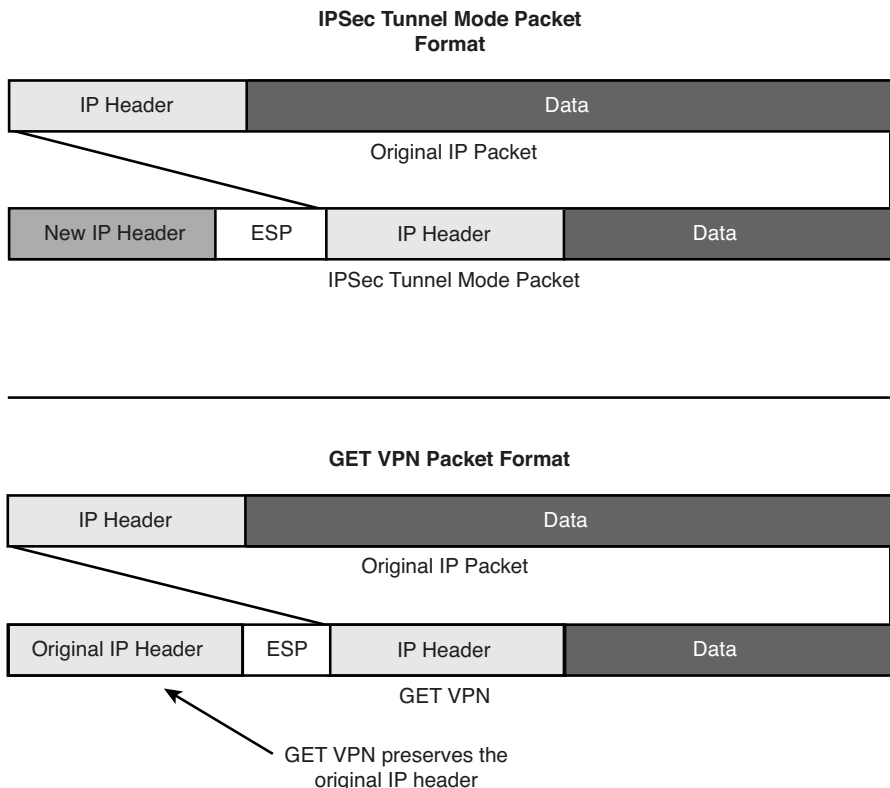 IPSec Tunnel Mode Packet
Format
IP Header Data
Original IP Packet
New IP Header ESP IP Header Data
IPSec Tunnel Mode Packet
GET VPN Packet Format
IP Header Data
Original IP Packet
Original IP Header ESP IP Header Data
GET VPN
GET VPN preserves the
original IP header